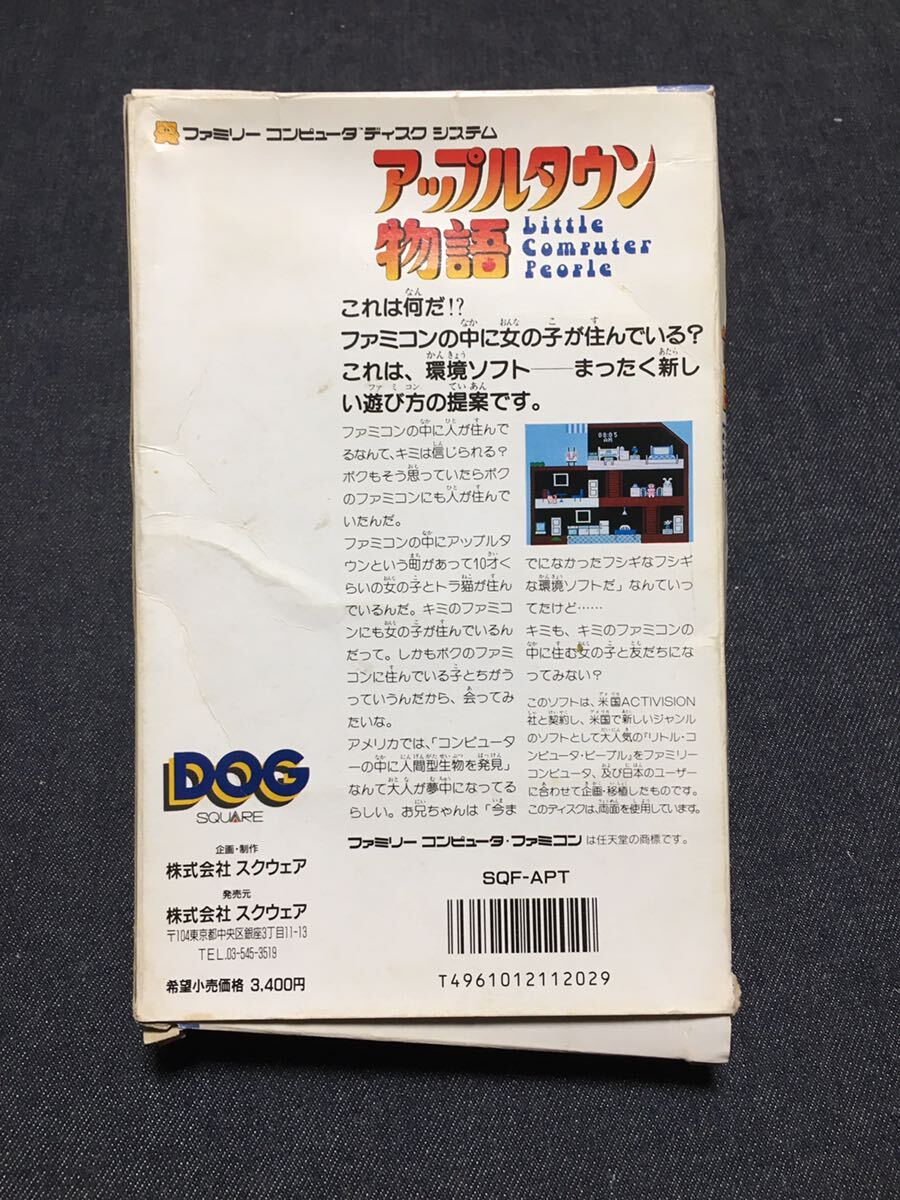 ファミリー コンピュータ™ ディスク システム
アップルタウン
物語
Little
Computer
People
これは何だ!?
ファミコンの中に女の子が住んでいる?
これは、環境ソフト――まったく新し
い遊び方の提案です。
ファミコンの中に人が住んで
るなんて、キミは信じられる?
ボクもそう思っていたらボク
のファミコンにも人が住んで
いたんだ。
ファミコンの中にアップルタ
ウンという町があって10才く
らいの女の子とトラ猫が住ん
でいるんだ。キミのファミコ
ンにも女の子が住んでいるん
だって。しかもボクのファミ
コンに住んでいる子とちがう
っていうんだから、会ってみ
たいな。
アメリカでは、「コンピュータ
ーの中に人間型生物を発見」
なんて大人が夢中になってる
らしい。お兄ちゃんは「今ま
08:05
AM
でになかったフシギなフシギ
な環境ソフトだ」なんていっ
てたけど……
キミも、キミのファミコンの
中に住む女の子と友だちにな
ってみない?
このソフトは、米国ACTIVISION
社と契約し、米国で新しいジャンル
のソフトとして大人気の「リトル・コ
ンピュータ・ピープル」をファミリー
コンピュータ、及び日本のユーザー
に合わせて企画・移植したものです。
このディスクは、両面を使用しています。
ファミリー コンピュータ・ファミコン は任天堂の商標です。
DOG
SQUARE
企画・制作
株式会社 スクウェア
発売元
株式会社 スクウェア
〒104東京都中央区銀座3丁目11-13
TEL.03-545-3519
希望小売価格 3,400円
SQF-APT
T4961012112029